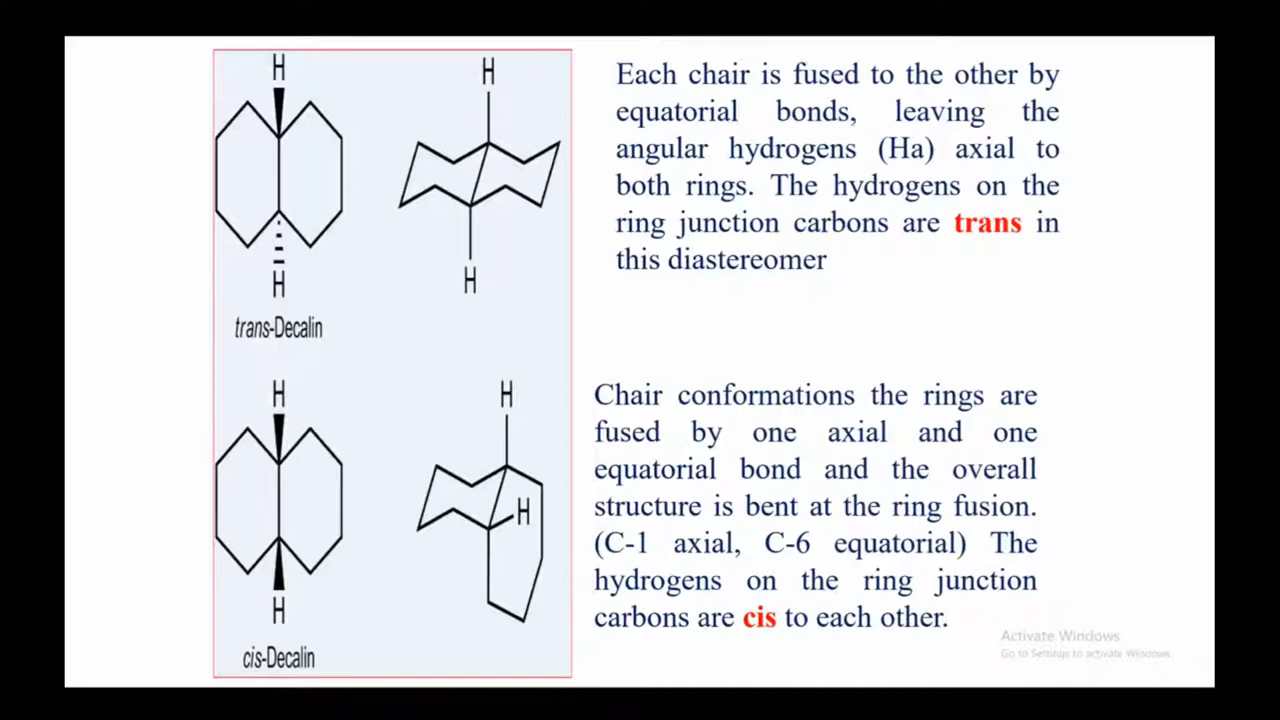 H
H
H
H
trans-Decalin
Each chair is fused to the other by
equatorial bonds, leaving the
angular hydrogens (Ha) axial to
both rings. The hydrogens on the
ring junction carbons are trans in
this diastereomer
H
H
H
H
cis-Decalin
Chair conformations the rings are
fused by one axial and one
equatorial bond and the overall
structure is bent at the ring fusion.
(C-1 axial, C-6 equatorial) The
hydrogens on the ring junction
carbons are cis to each other.
Activate Windows
Go to Settings to activate Windows.